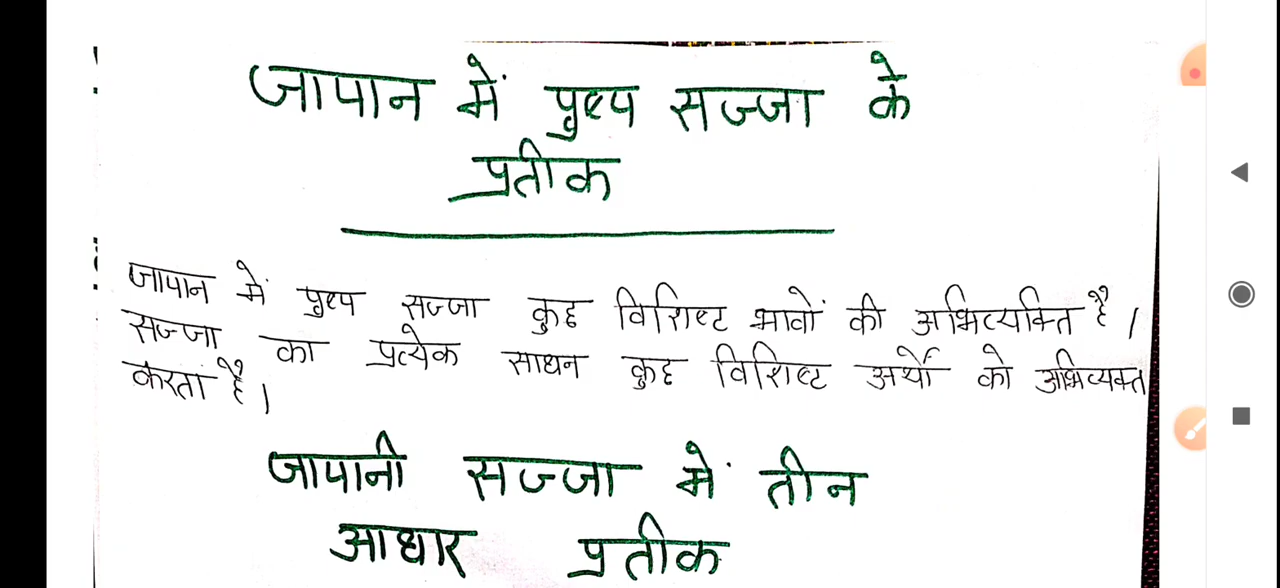 जापान में पुष्प सज्जा के
प्रतीक
जापान में पुष्प सज्जा कुछ विशिष्ट भावों की अभिव्यक्ति है।
सज्जा का प्रत्येक साधन कुछ विशिष्ट अर्थों को अभिव्यक्त
करता है।
जापानी सज्जा में तीन
आधार प्रतीक